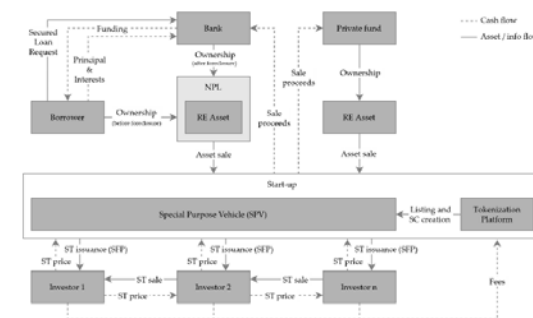 Cash flow
Asset / info flo
Secured
Loan
Request
Funding
Principal
&
Interests
Bank
Private fund
Ownership
(after foreclosure)
NPL
RE Asset
Borrower
Ownership
(before foreclosure)
Sale
proceeds
Sale
proceeds
Ownership
RE Asset
Asset sale
Asset sale
Start-up
Special Purpose Vehicle (SPV)
Listing and
SC creation
Tokenization
Platform
ST issuance (SFP)
ST price
ST issuance (SFP)
ST price
ST issuance (SFP)
ST price
Investor 1
ST sale
ST price
Investor 2
ST sale
ST price
Investor n
Fees